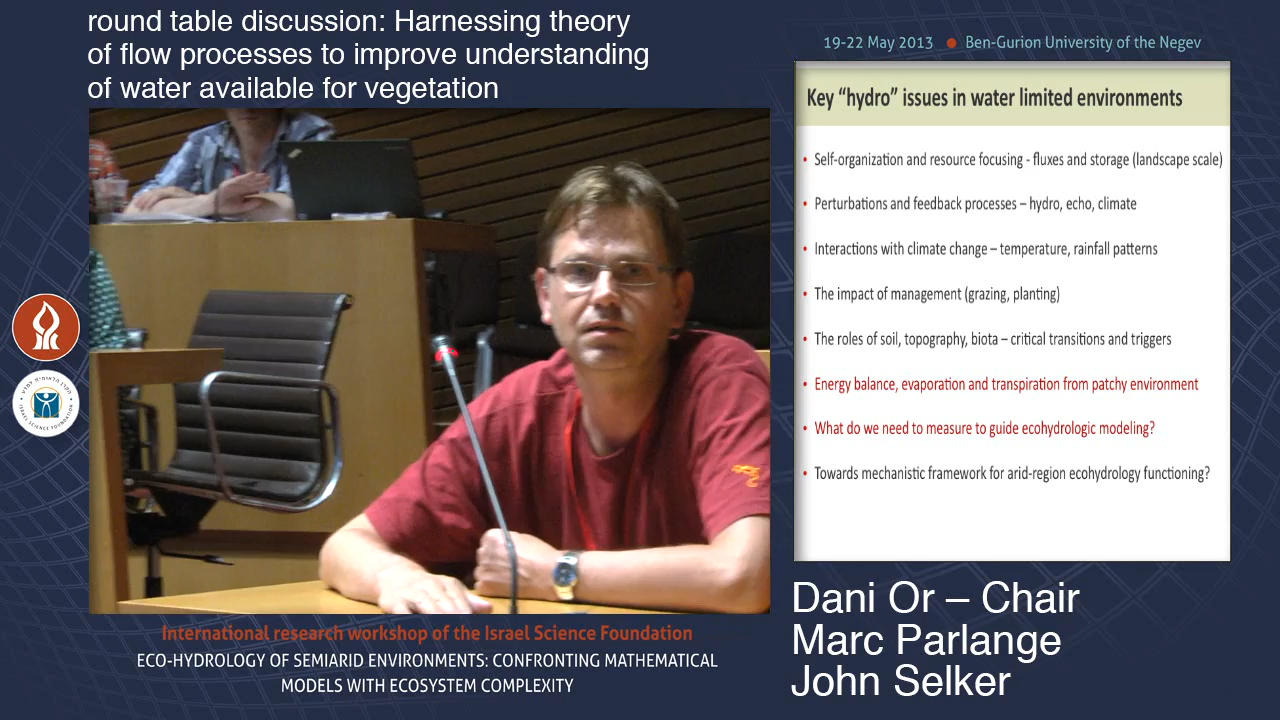 round table discussion: Harnessing theory
of flow processes to improve understanding
of water available for vegetation
19-22 May 2013 • Ben-Gurion University of the Negev
Key “hydro” issues in water limited environments
• Self-organization and resource focusing - fluxes and storage (landscape scale)
• Perturbations and feedback processes – hydro, echo, climate
• Interactions with climate change – temperature, rainfall patterns
• The impact of management (grazing, planting)
• The roles of soil, topography, biota – critical transitions and triggers
• Energy balance, evaporation and transpiration from patchy environment
• What do we need to measure to guide ecohydrologic modeling?
• Towards mechanistic framework for arid-region ecohydrology functioning?
Dani Or – Chair
Marc Parlange
John Selker
International research workshop of the Israel Science Foundation
ECO-HYDROLOGY OF SEMIARID ENVIRONMENTS: CONFRONTING MATHEMATICAL
MODELS WITH ECOSYSTEM COMPLEXITY
ISRAEL SCIENCE FOUNDATION